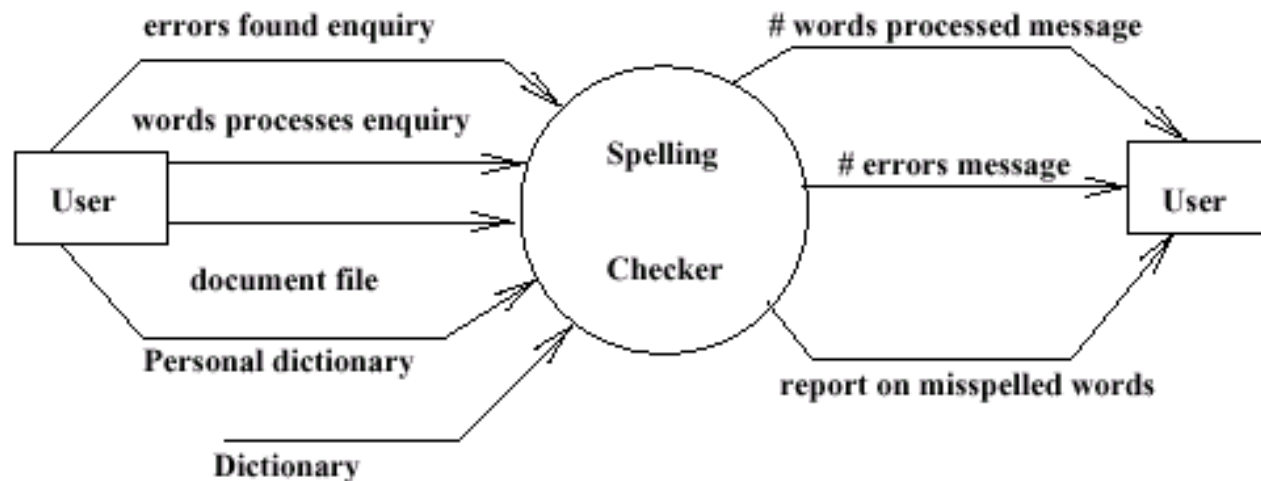 errors found enquiry
# words processed message
words processes enquiry
Spelling
# errors message
User
User
Checker
document file
Personal dictionary
report on misspelled words
Dictionary